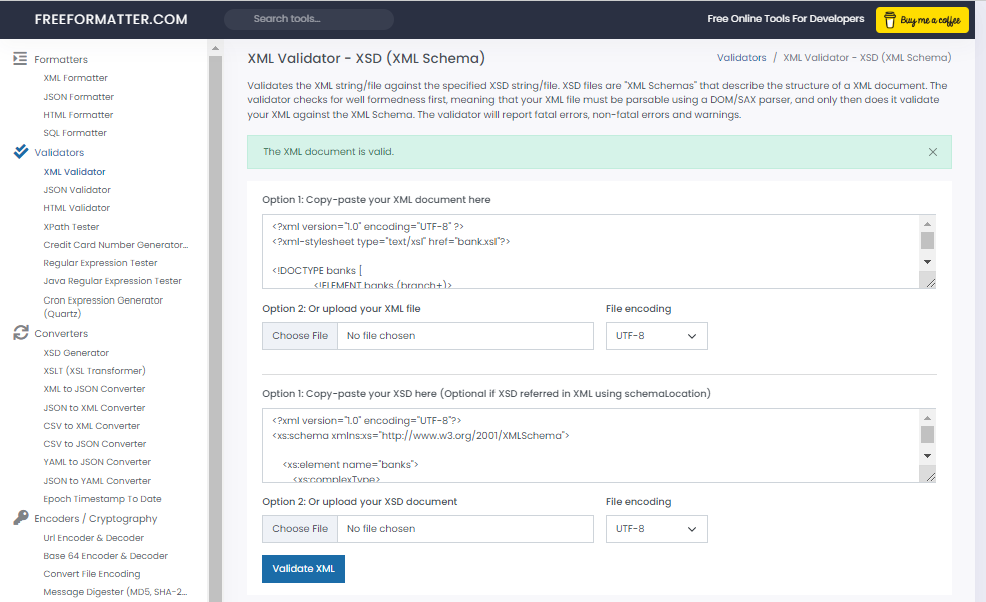 FREEFORMATTER.COM
Search tools...
Free Online Tools For Developers
Buy me a coffee
Formatters
XML Formatter
JSON Formatter
HTML Formatter
SQL Formatter
Validators
XML Validator
JSON Validator
HTML Validator
XPath Tester
Credit Card Number Generator...
Regular Expression Tester
Java Regular Expression Tester
Cron Expression Generator
(Quartz)
Converters
XSD Generator
XSLT (XSL Transformer)
XML to JSON Converter
JSON to XML Converter
CSV to XML Converter
CSV to JSON Converter
YAML to JSON Converter
JSON to YAML Converter
Epoch Timestamp To Date
Encoders / Cryptography
Url Encoder & Decoder
Base 64 Encoder & Decoder
Convert File Encoding
Message Digester (MD5, SHA-2...
XML Validator - XSD (XML Schema)
Validators / XML Validator - XSD (XML Schema)
Validates the XML string/file against the specified XSD string/file. XSD files are "XML Schemas" that describe the structure of a XML document. The
validator checks for well formedness first, meaning that your XML file must be parsable using a DOM/SAX parser, and only then does it validate
your XML against the XML Schema. The validator will report fatal errors, non-fatal errors and warnings.
The XML document is valid.
Option 1: Copy-paste your XML document here
<?xml version="1.0" encoding="UTF-8" ?>
<?xml-stylesheet type="text/xsl" href="bank.xsl"?>
<!DOCTYPE banks [
<!ELEMENT banks (branch+)>
Option 2: Or upload your XML file
File encoding
Choose File No file chosen
UTF-8
Option 1: Copy-paste your XSD here (Optional if XSD referred in XML using schemaLocation)
<?xml version="1.0" encoding="UTF-8"?>
<xs:schema xmlns:xs="http://www.w3.org/2001/XMLSchema">
<xs:element name="banks">
<xs:complexType>
Option 2: Or upload your XSD document
File encoding
Choose File No file chosen
UTF-8
Validate XML